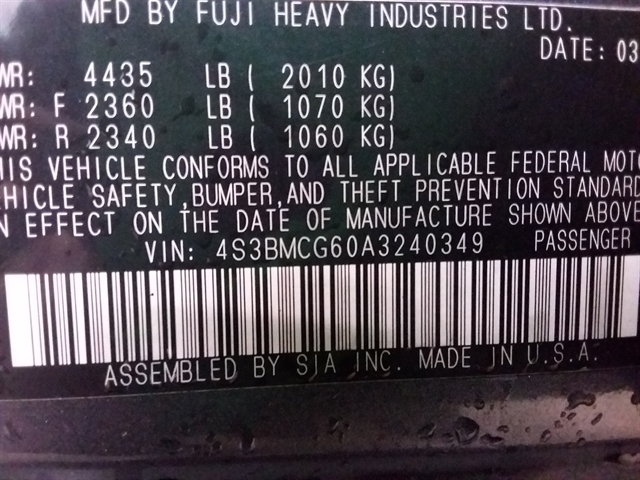 MFD BY FUJI HEAVY INDUSTRIES LTD.
DATE: 03
WR: 4435 LB ( 2010 KG)
WR: F 2360 LB ( 1070 KG)
WR: R 2340 LB ( 1060 KG)
HIS VEHICLE CONFORMS TO ALL APPLICABLE FEDERAL MOTO
EHICLE SAFETY,BUMPER,AND THEFT PREVENTION STANDARD
N EFFECT ON THE DATE OF MANUFACTURE SHOWN ABOVE
VIN: 4S3BMCG60A3240349 PASSENGER
ASSEMBLED BY SIA INC. MADE IN U.S.A.